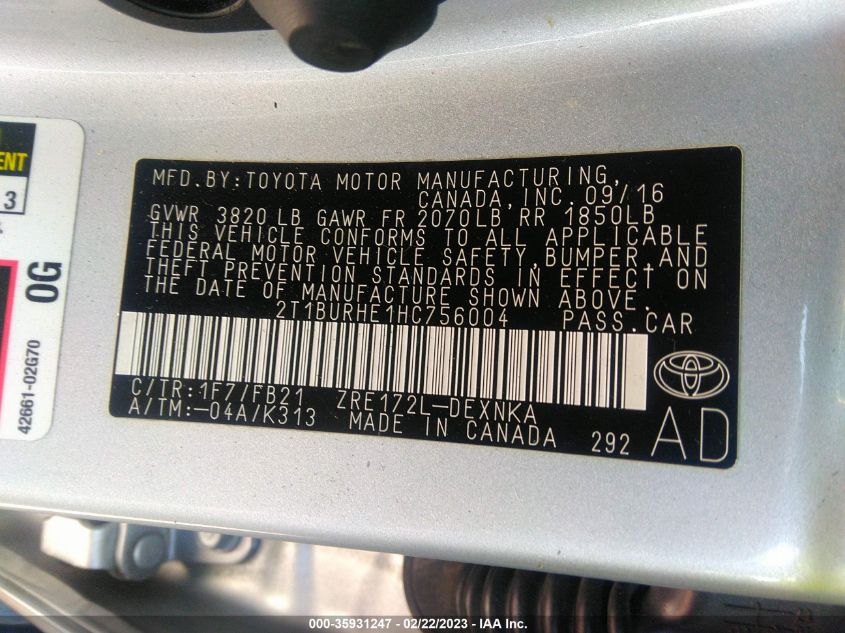 MFD.BY:TOYOTA MOTOR MANUFACTURING,
CANADA,INC.09/16
GVWR 3820 LB GAWR FR 2070LB RR 1850LB
THIS VEHICLE CONFORMS TO ALL APPLICABLE
FEDERAL MOTOR VEHICLE SAFETY,BUMPER,AND
THEFT PREVENTION STANDARDS IN EFFECT ON
THE DATE OF MANUFACTURE SHOWN ABOVE.
2T1BURHE1HC756004 PASS.CAR
C/TR:1F7/FB21 ZRE172L-DEXNKA
A/TM:-04A/K313 MADE IN CANADA 292 AD
3
0G
42661-02G70
000-35931247 - 02/22/2023 - IAA Inc.